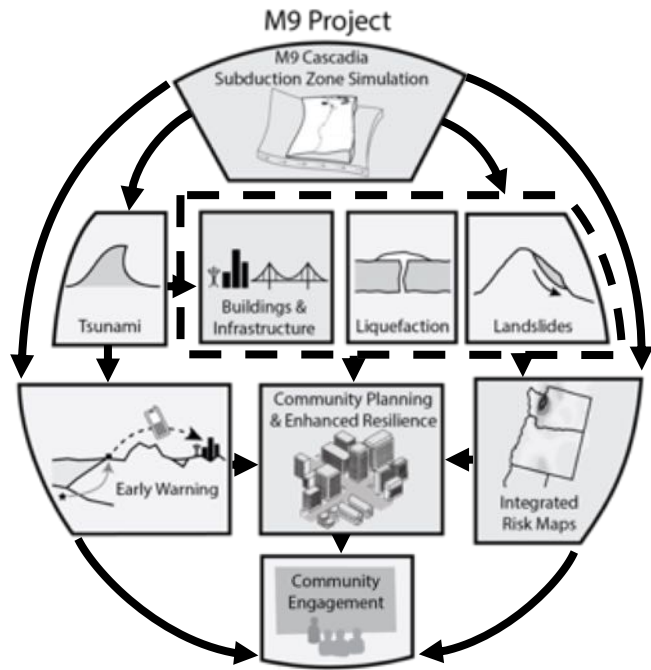 M9 Project
M9 Cascadia
Subduction Zone Simulation
Tsunami
Buildings &
Infrastructure
Liquefaction
Landslides
Early Warning
Community Planning
& Enhanced Resilience
Integrated
Risk Maps
Community
Engagement